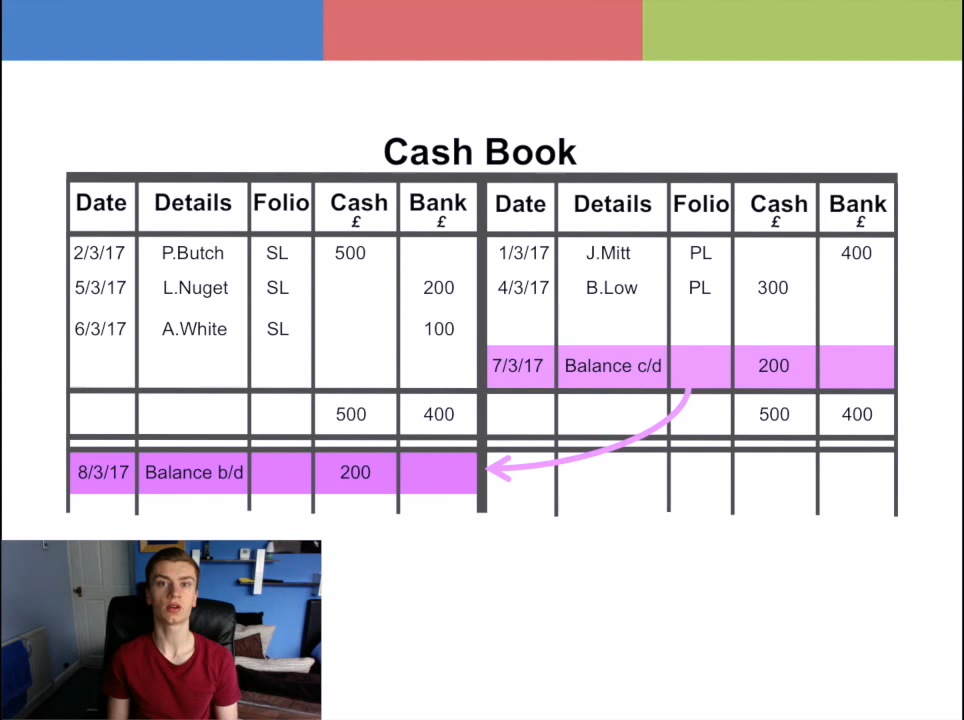 Cash Book
Date Details Folio Cash £ Bank £ Date Details Folio Cash £ Bank £
2/3/17 P.Butch SL 500 1/3/17 J.Mitt PL 400
5/3/17 L.Nuget SL 200 4/3/17 B.Low PL 300
6/3/17 A.White SL 100
7/3/17 Balance c/d 200
500 400 500 400
8/3/17 Balance b/d 200